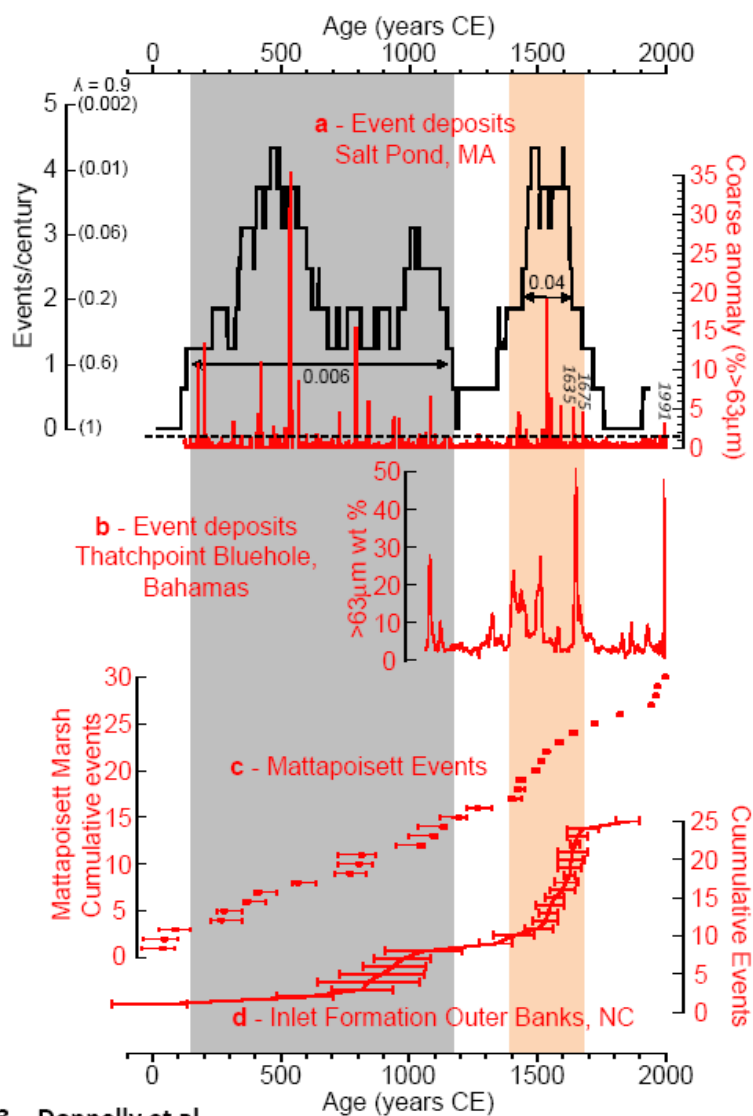 Age (years CE)
0 500 1000 1500 2000
λ = 0.9
5 (0.002)
4 (0.01)
3 (0.06)
2 (0.2)
1 (0.6)
0 (1)
Events/century
a - Event deposits
Salt Pond, MA
35
30
25
20
15
10
5
0
Coarse anomaly (%>63μm)
0.04
0.006
1635
1675
1991
b - Event deposits
Thatchpoint Bluehole,
Bahamas
>63μm wt %
50
40
30
20
10
0
30
25
20
15
10
5
0
Mattapoisett Marsh
Cumulative events
c - Mattapoisett Events
25
20
15
10
5
0
Cuumulative Events
d - Inlet Formation Outer Banks, NC
0 500 1000 1500 2000
Age (years CE)